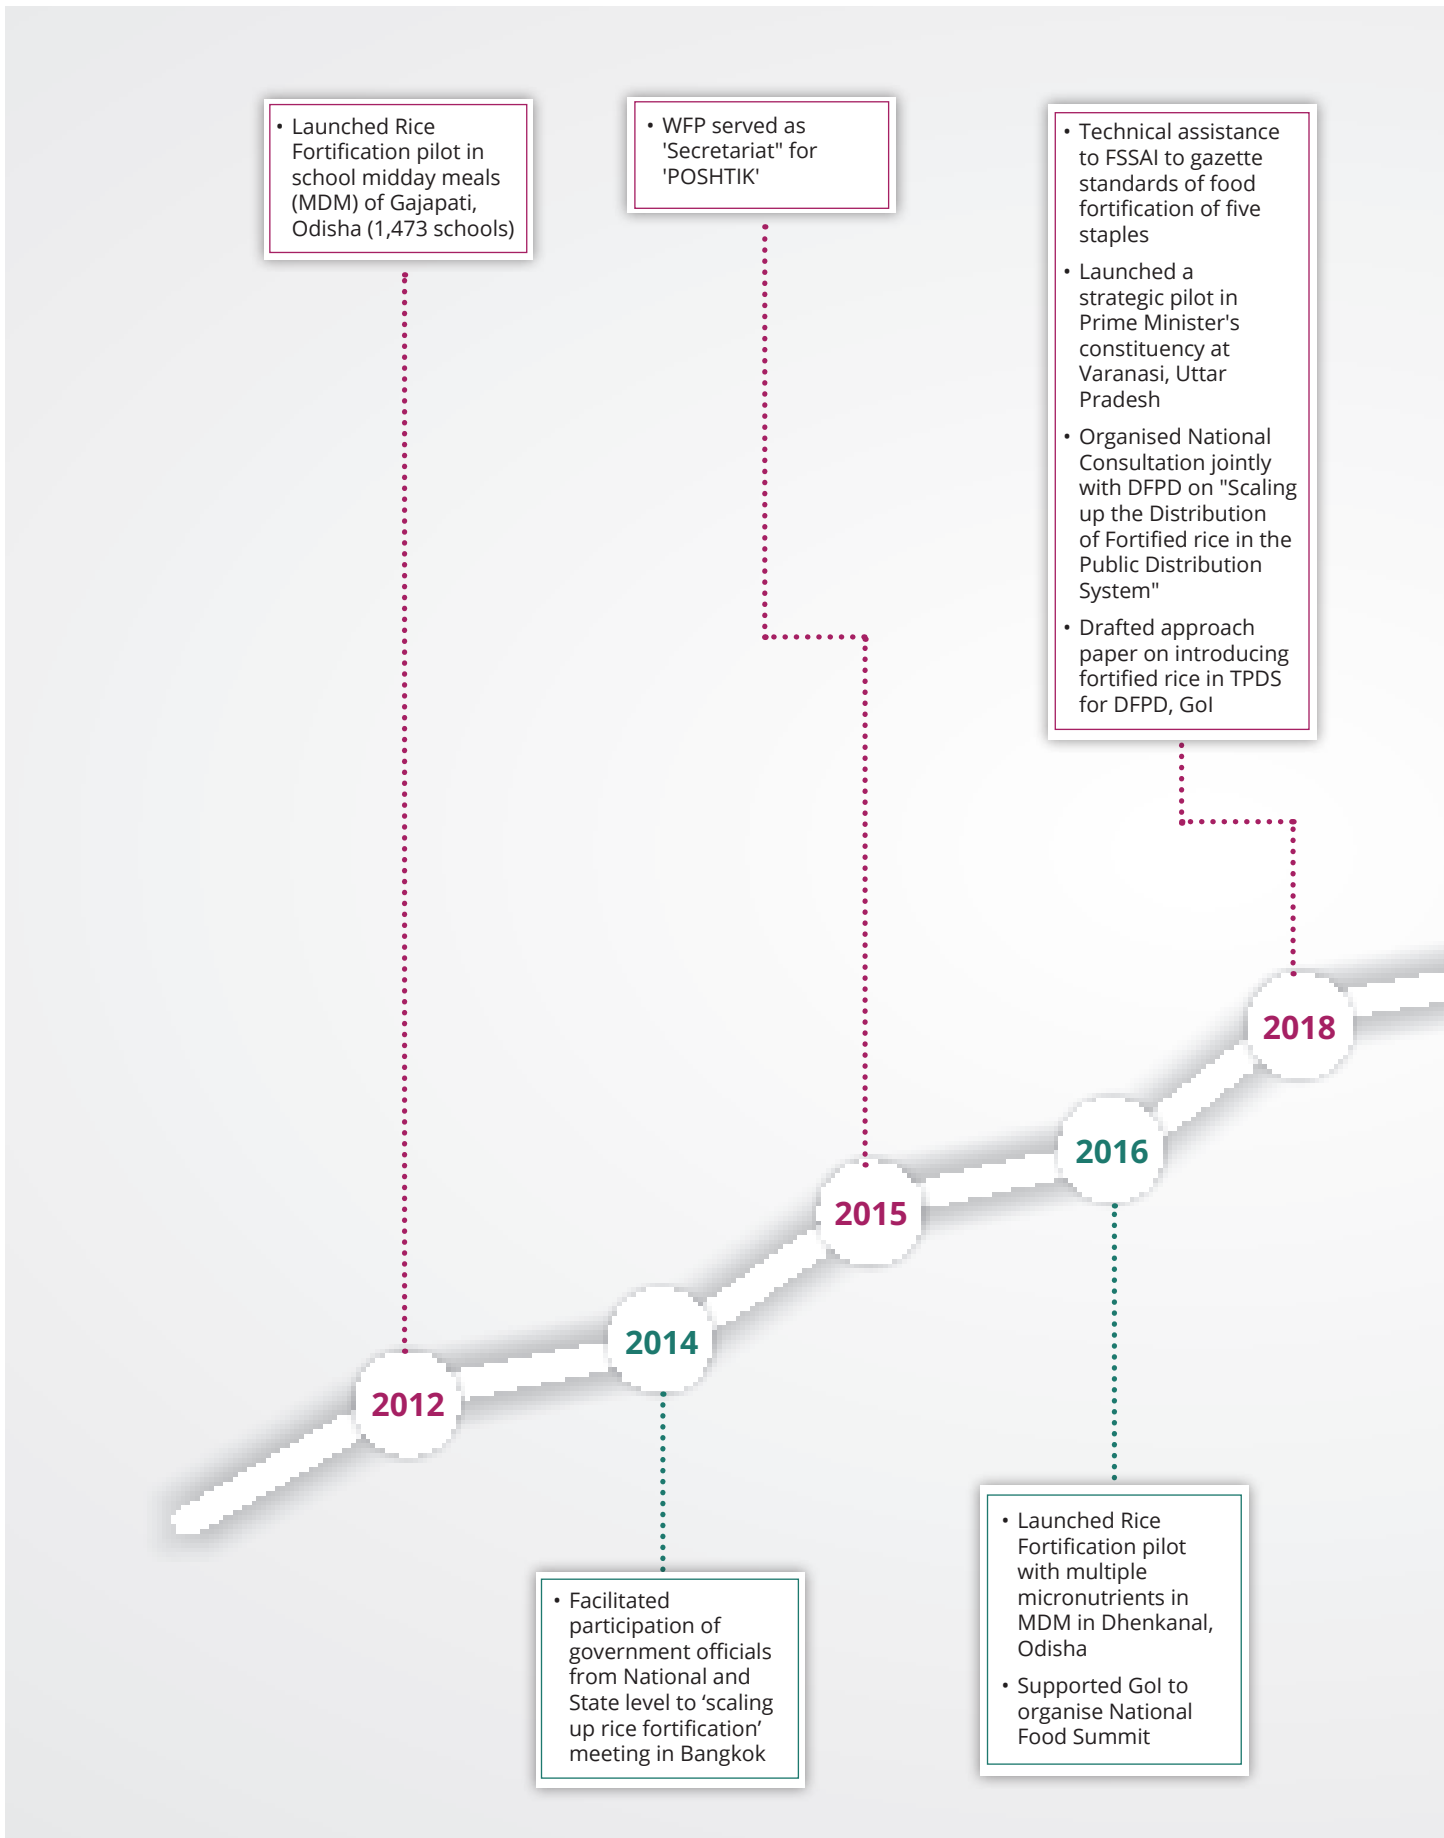 • Launched Rice
Fortification pilot in
school midday meals
(MDM) of Gajapati,
Odisha (1,473 schools)
• WFP served as
'Secretariat" for
'POSHTIK'
• Technical assistance
to FSSAI to gazette
standards of food
fortification of five
staples
• Launched a
strategic pilot in
Prime Minister's
constituency at
Varanasi, Uttar
Pradesh
• Organised National
Consultation jointly
with DFPD on "Scaling
up the Distribution
of Fortified rice in the
Public Distribution
System"
• Drafted approach
paper on introducing
fortified rice in TPDS
for DFPD, GoI
2018
2016
2015
2014
2012
• Facilitated
participation of
government officials
from National and
State level to ‘scaling
up rice fortification’
meeting in Bangkok
• Launched Rice
Fortification pilot
with multiple
micronutrients in
MDM in Dhenkanal,
Odisha
• Supported GoI to
organise National
Food Summit